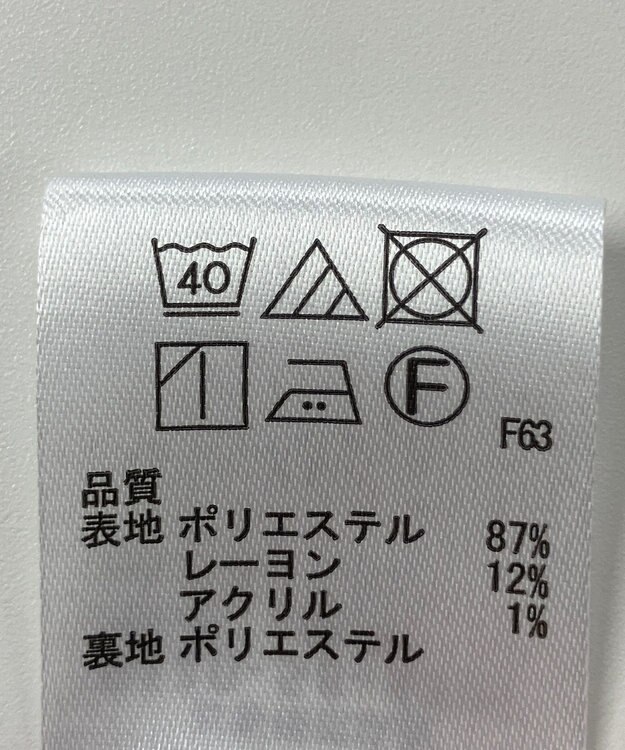 40
F
F63
品質
表地 ポリエステル 87%
レーヨン 12%
アクリル 1%
裏地 ポリエステル